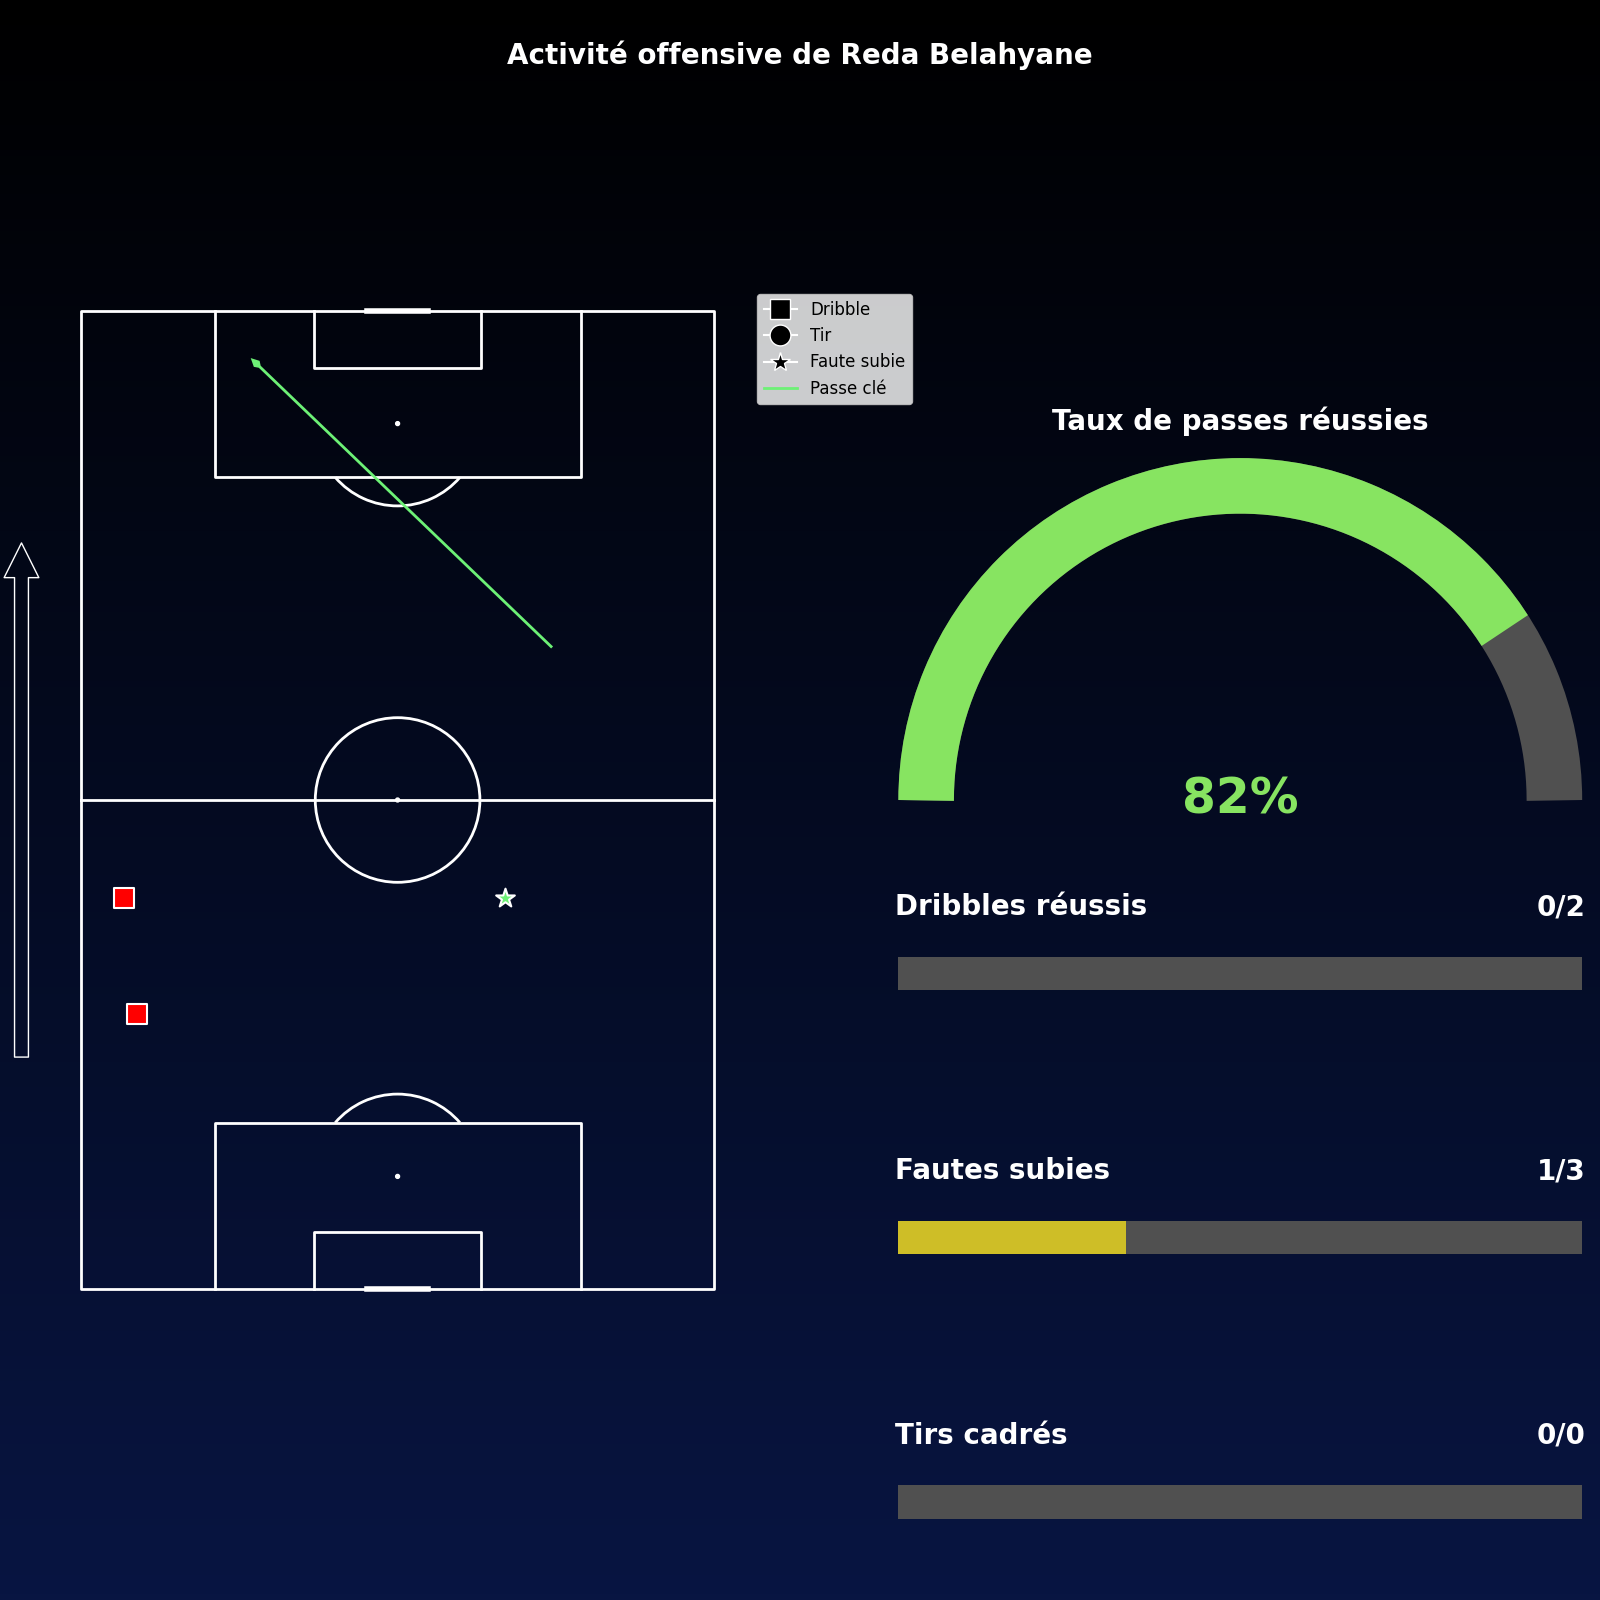 Activité offensive de Reda Belahyane
Dribble
Tir
Faute subie
Passe clé
Taux de passes réussies
82%
Dribbles réussis 0/2
Fautes subies 1/3
Tirs cadrés 0/0